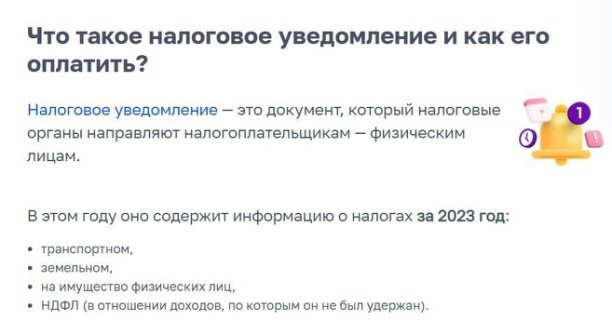 Что такое налоговое уведомление и как его
оплатить?
Налоговое уведомление — это документ, который налоговые
органы направляют налогоплательщикам — физическим
лицам.
1
В этом году оно содержит информацию о налогах за 2023 год:
• транспортном,
• земельном,
• на имущество физических лиц,
• НДФЛ (в отношении доходов, по которым он не был удержан).